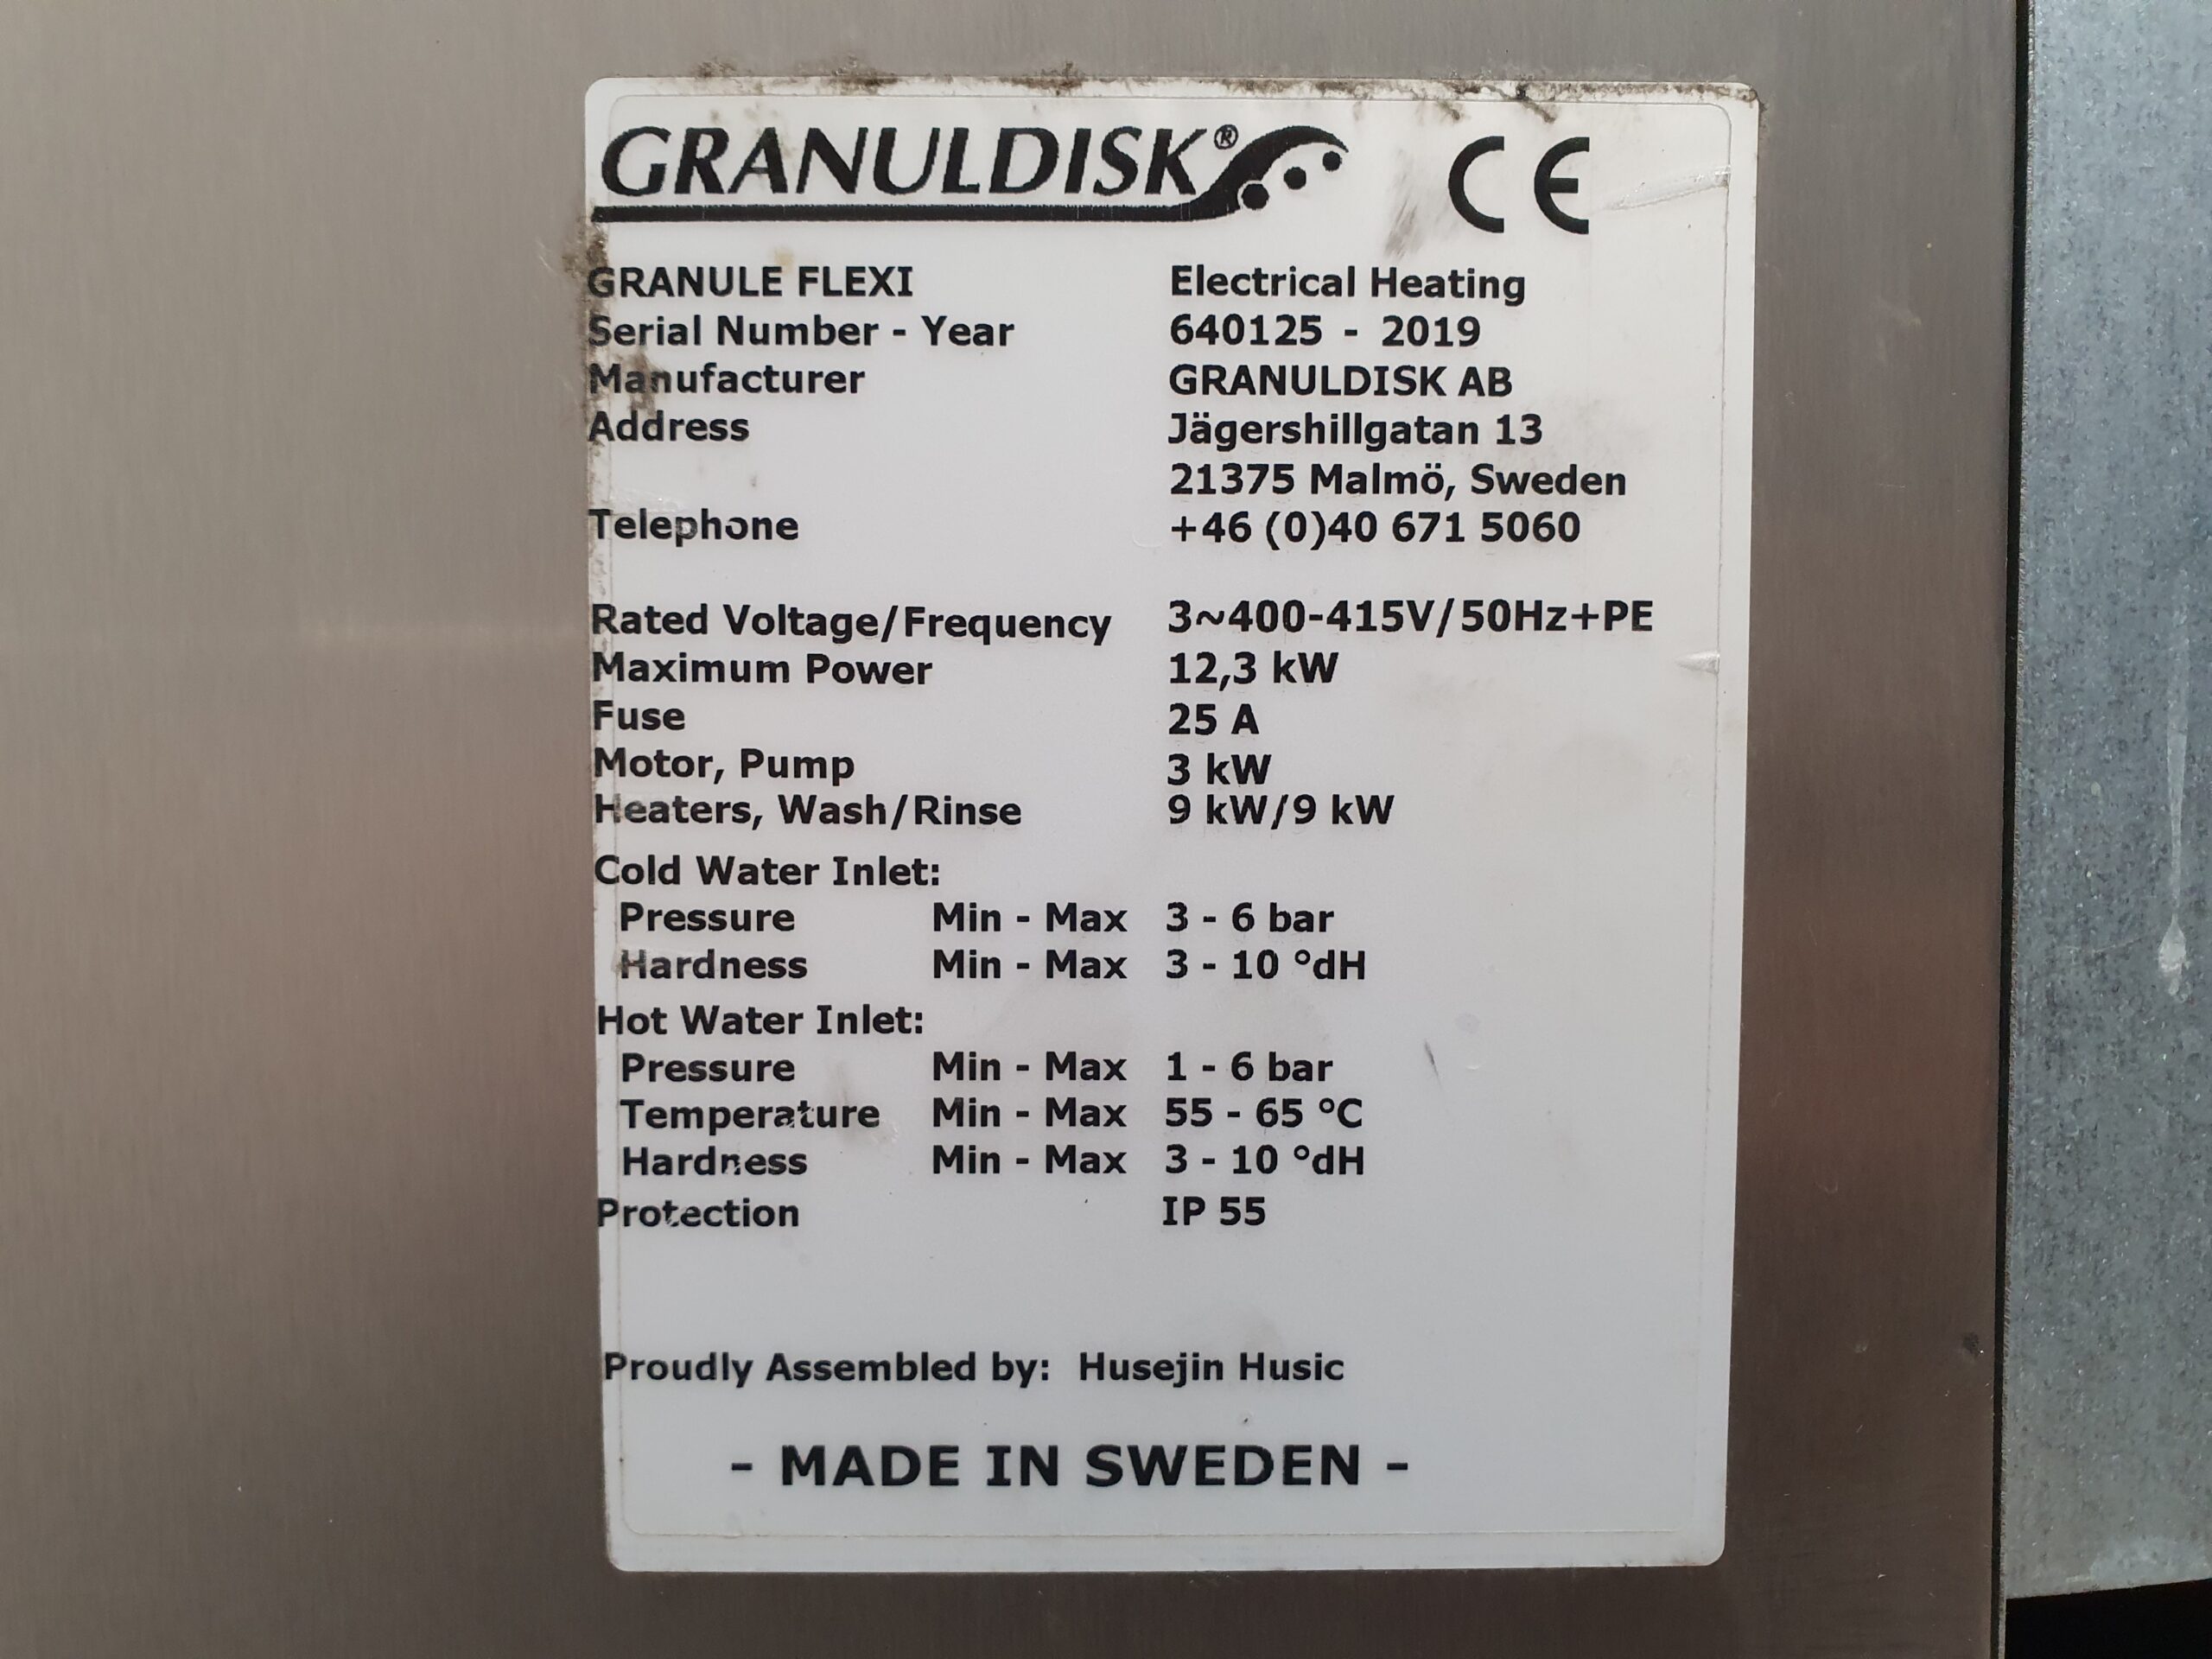 GRANULDISK® CE
GRANULE FLEXI Electrical Heating
Serial Number - Year 640125 - 2019
Manufacturer GRANULDISK AB
Address Jägershillgatan 13
21375 Malmö, Sweden
Telephone +46 (0)40 671 5060
Rated Voltage/Frequency 3~400-415V/50Hz+PE
Maximum Power 12,3 kW
Fuse 25 A
Motor, Pump 3 kW
Heaters, Wash/Rinse 9 kW/9 kW
Cold Water Inlet:
Pressure Min - Max 3 - 6 bar
Hardness Min - Max 3 - 10 °dH
Hot Water Inlet:
Pressure Min - Max 1 - 6 bar
Temperature Min - Max 55 - 65 °C
Hardness Min - Max 3 - 10 °dH
Protection IP 55
Proudly Assembled by: Husejin Husic
- MADE IN SWEDEN -